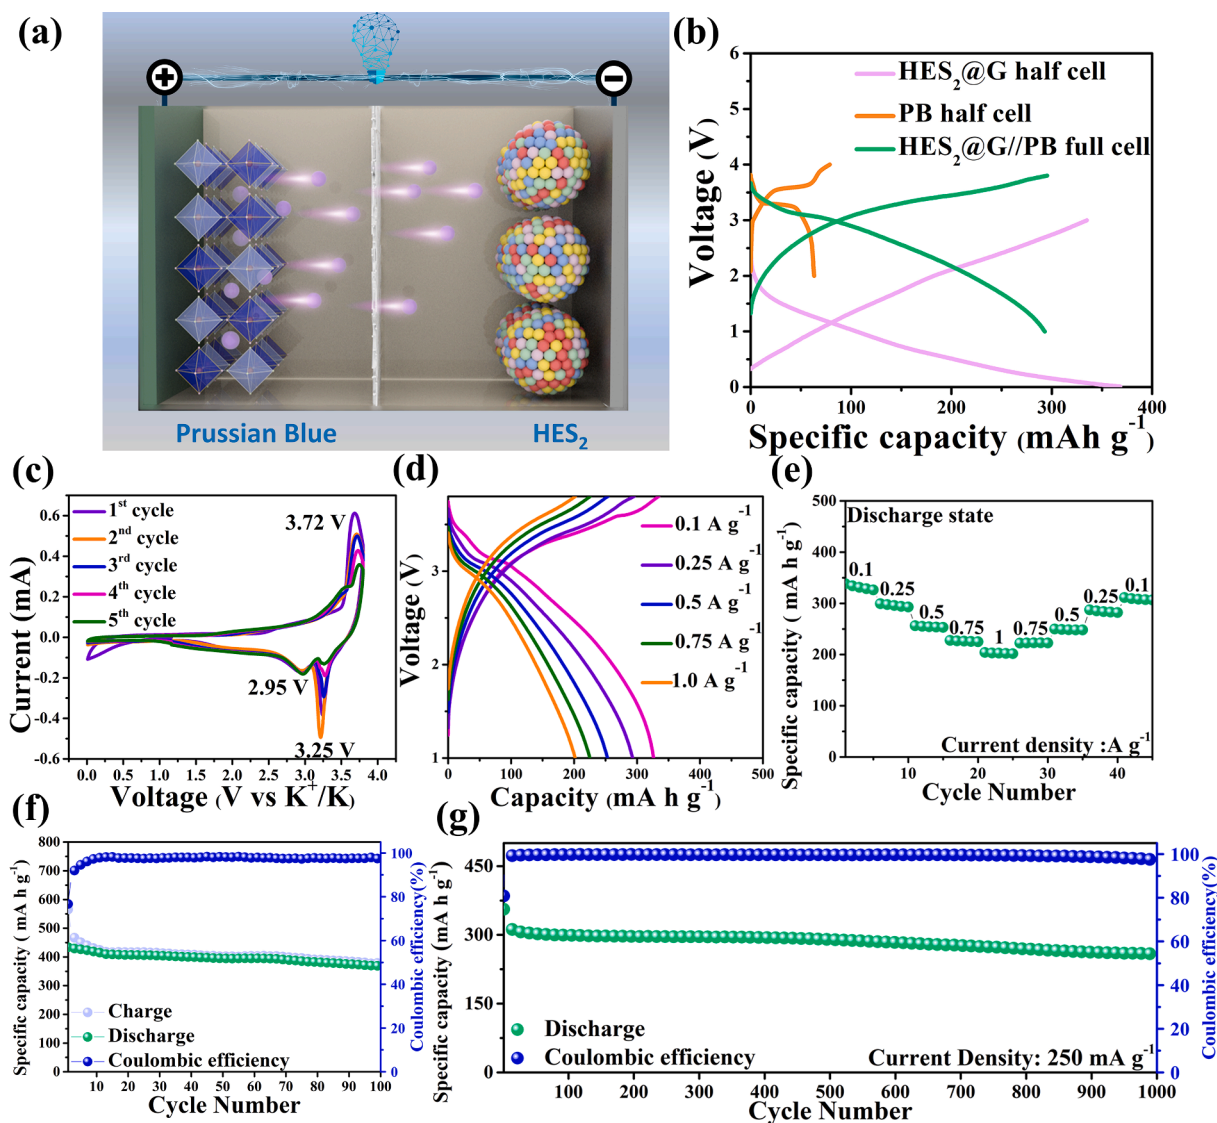 (a)
+
−
Prussian Blue
HES2
(b)
6
5
4
3
2
1
0
Voltage (V)
HES2@G half cell
PB half cell
HES2@G//PB full cell
0 100 200 300 400
Specific capacity (mAh g-1)
(c)
0.6
0.4
0.2
0.0
-0.2
-0.4
-0.6
Current (mA)
1st cycle
2nd cycle
3rd cycle
4th cycle
5th cycle
3.72 V
2.95 V
3.25 V
0.0 0.5 1.0 1.5 2.0 2.5 3.0 3.5 4.0
Voltage (V vs K+/K)
(d)
3
2
1
Voltage (V)
0.1 A g-1
0.25 A g-1
0.5 A g-1
0.75 A g-1
1.0 A g-1
0 100 200 300 400 500
Capacity (mA h g-1)
(e)
500
400
300
200
100
0
Specific capacity ( mA h g-1)
Discharge state
0.1
0.25
0.5
0.75
1
0.75
0.5
0.25
0.1
Current density :A g-1
10 20 30 40
Cycle Number
(f)
800
750
700
650
600
550
500
450
400
350
300
250
200
150
100
50
0
Specific capacity ( mA h g-1)
Charge
Discharge
Coulombic efficiency
100
80
60
40
20
0
Coulombic efficiency(%)
10 20 30 40 50 60 70 80 90 100
Cycle Number
(g)
450
300
150
0
Specific capacity (mA h g-1)
Discharge
Coulombic efficiency
Current Density: 250 mA g-1
100
80
60
40
20
0
Coulombic efficiency(%)
100 200 300 400 500 600 700 800 900 1000
Cycle Number